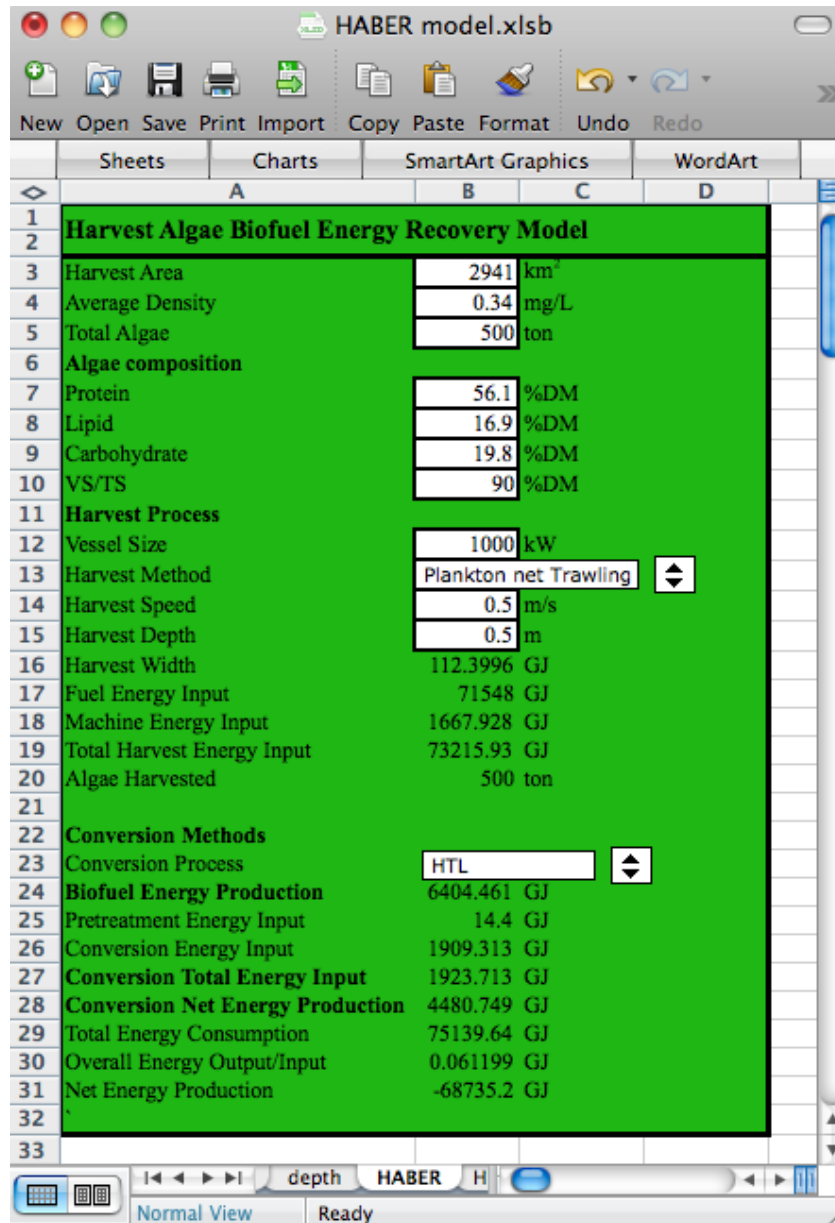 HABER model.xlsb
New Open Save Print Import Copy Paste Format Undo Redo
Sheets Charts SmartArt Graphics WordArt
A B C D
1
2 Harvest Algae Biofuel Energy Recovery Model
3 Harvest Area 2941 km²
4 Average Density 0.34 mg/L
5 Total Algae 500 ton
6 Algae composition
7 Protein 56.1 %DM
8 Lipid 16.9 %DM
9 Carbohydrate 19.8 %DM
10 VS/TS 90 %DM
11 Harvest Process
12 Vessel Size 1000 kW
13 Harvest Method Plankton net Trawling
14 Harvest Speed 0.5 m/s
15 Harvest Depth 0.5 m
16 Harvest Width 112.3996 GJ
17 Fuel Energy Input 71548 GJ
18 Machine Energy Input 1667.928 GJ
19 Total Harvest Energy Input 73215.93 GJ
20 Algae Harvested 500 ton
21
22 Conversion Methods
23 Conversion Process HTL
24 Biofuel Energy Production 6404.461 GJ
25 Pretreatment Energy Input 14.4 GJ
26 Conversion Energy Input 1909.313 GJ
27 Conversion Total Energy Input 1923.713 GJ
28 Conversion Net Energy Production 4480.749 GJ
29 Total Energy Consumption 75139.64 GJ
30 Overall Energy Output/Input 0.061199 GJ
31 Net Energy Production -68735.2 GJ
32 `
33
depth HABER H
Normal View Ready